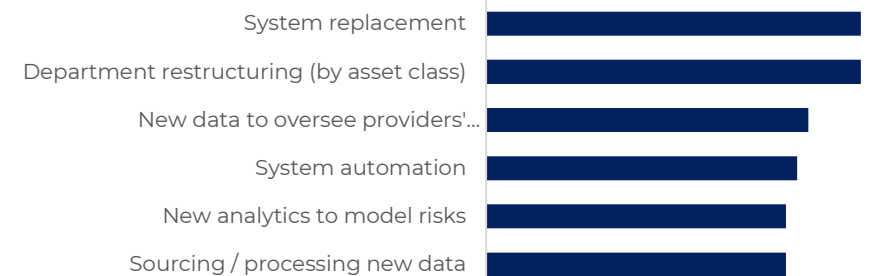 System replacement
Department restructuring (by asset class)
New data to oversee providers'...
System automation
New analytics to model risks
Sourcing / processing new data